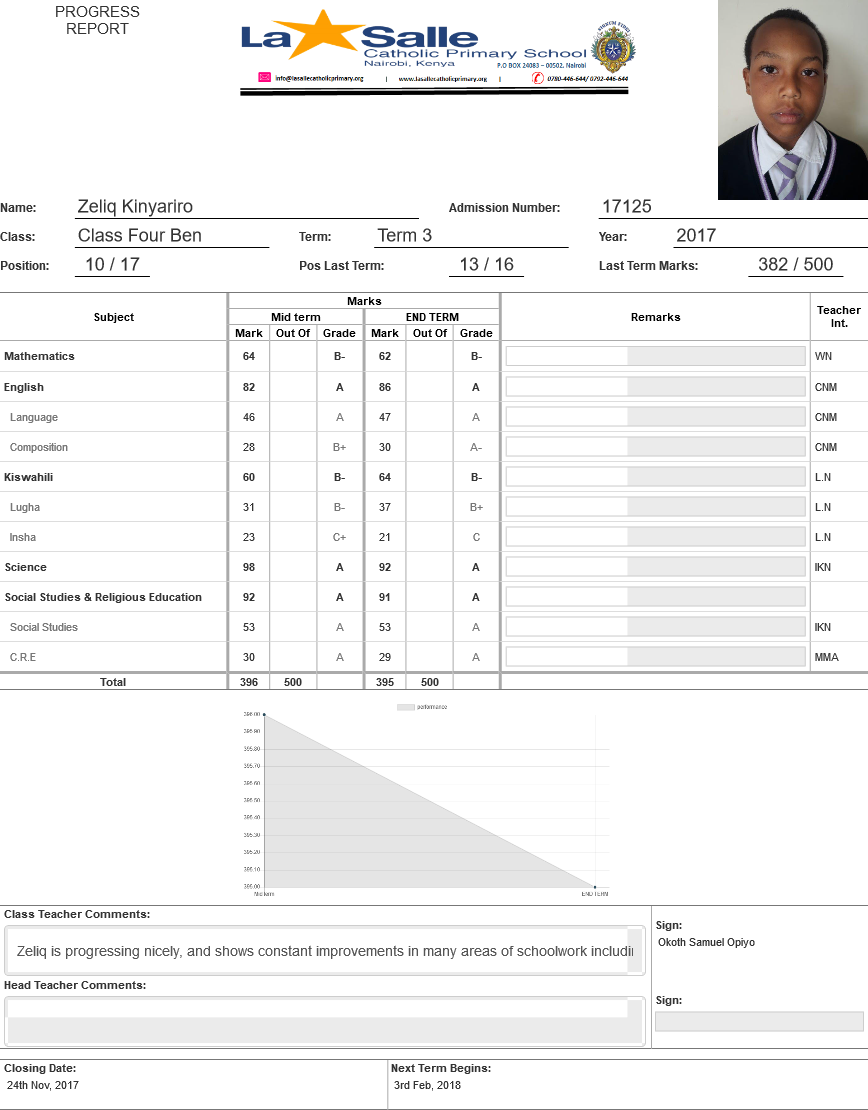 PROGRESS
REPORT
La Salle
Catholic Primary School
Nairobi, Kenya
P.O BOX 24083 – 00502, Nairobi
info@lasallecatholicprimary.org | www.lasallecatholicprimary.org | 0780-446-644/ 0792-446-644
Name: Zeliq Kinyariro Admission Number: 17125
Class: Class Four Ben Term: Term 3 Year: 2017
Position: 10 / 17 Pos Last Term: 13 / 16 Last Term Marks: 382 / 500
Subject Marks Remarks Teacher Int.
Mid term END TERM
Mark Out Of Grade Mark Out Of Grade
Mathematics 64 B- 62 B- WN
English 82 A 86 A CNM
Language 46 A 47 A CNM
Composition 28 B+ 30 A- CNM
Kiswahili 60 B- 64 B- L.N
Lugha 31 B- 37 B+ L.N
Insha 23 C+ 21 C L.N
Science 98 A 92 A IKN
Social Studies & Religious Education 92 A 91 A
Social Studies 53 A 53 A IKN
C.R.E 30 A 29 A MMA
Total 396 500 395 500
performance
396.00
395.90
395.80
395.70
395.60
395.50
395.40
395.30
395.20
395.10
395.00
Mid term END TERM
Class Teacher Comments:
Zeliq is progressing nicely, and shows constant improvements in many areas of schoolwork includi
Sign:
Okoth Samuel Opiyo
Head Teacher Comments:
Sign:
Closing Date: Next Term Begins:
24th Nov, 2017 3rd Feb, 2018